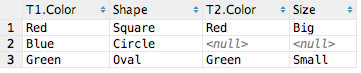 T1.Color Shape T2.Color Size
1 Red Square Red Big
2 Blue Circle <null> <null>
3 Green Oval Green Small